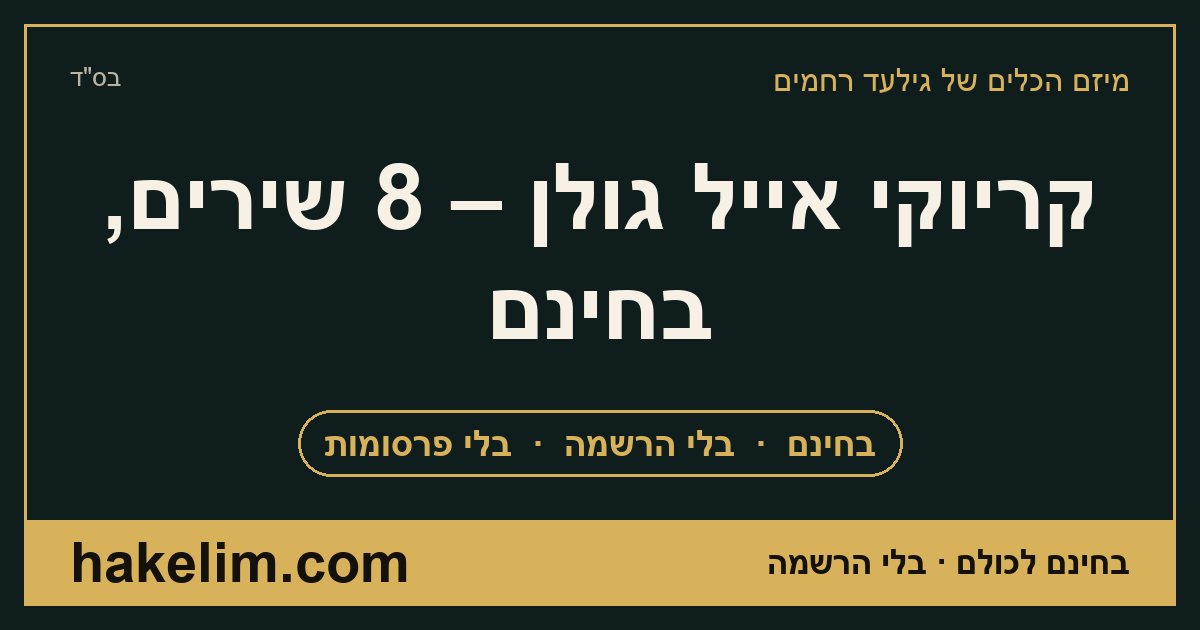 בס"ד
מיזם הכלים של גילעד רחמים
קריוקי אייל גולן – 8 שירים,
בחינם
בחינם · בלי הרשמה · בלי פרסומות
בחינם לכולם · בלי הרשמה
hakelim.com